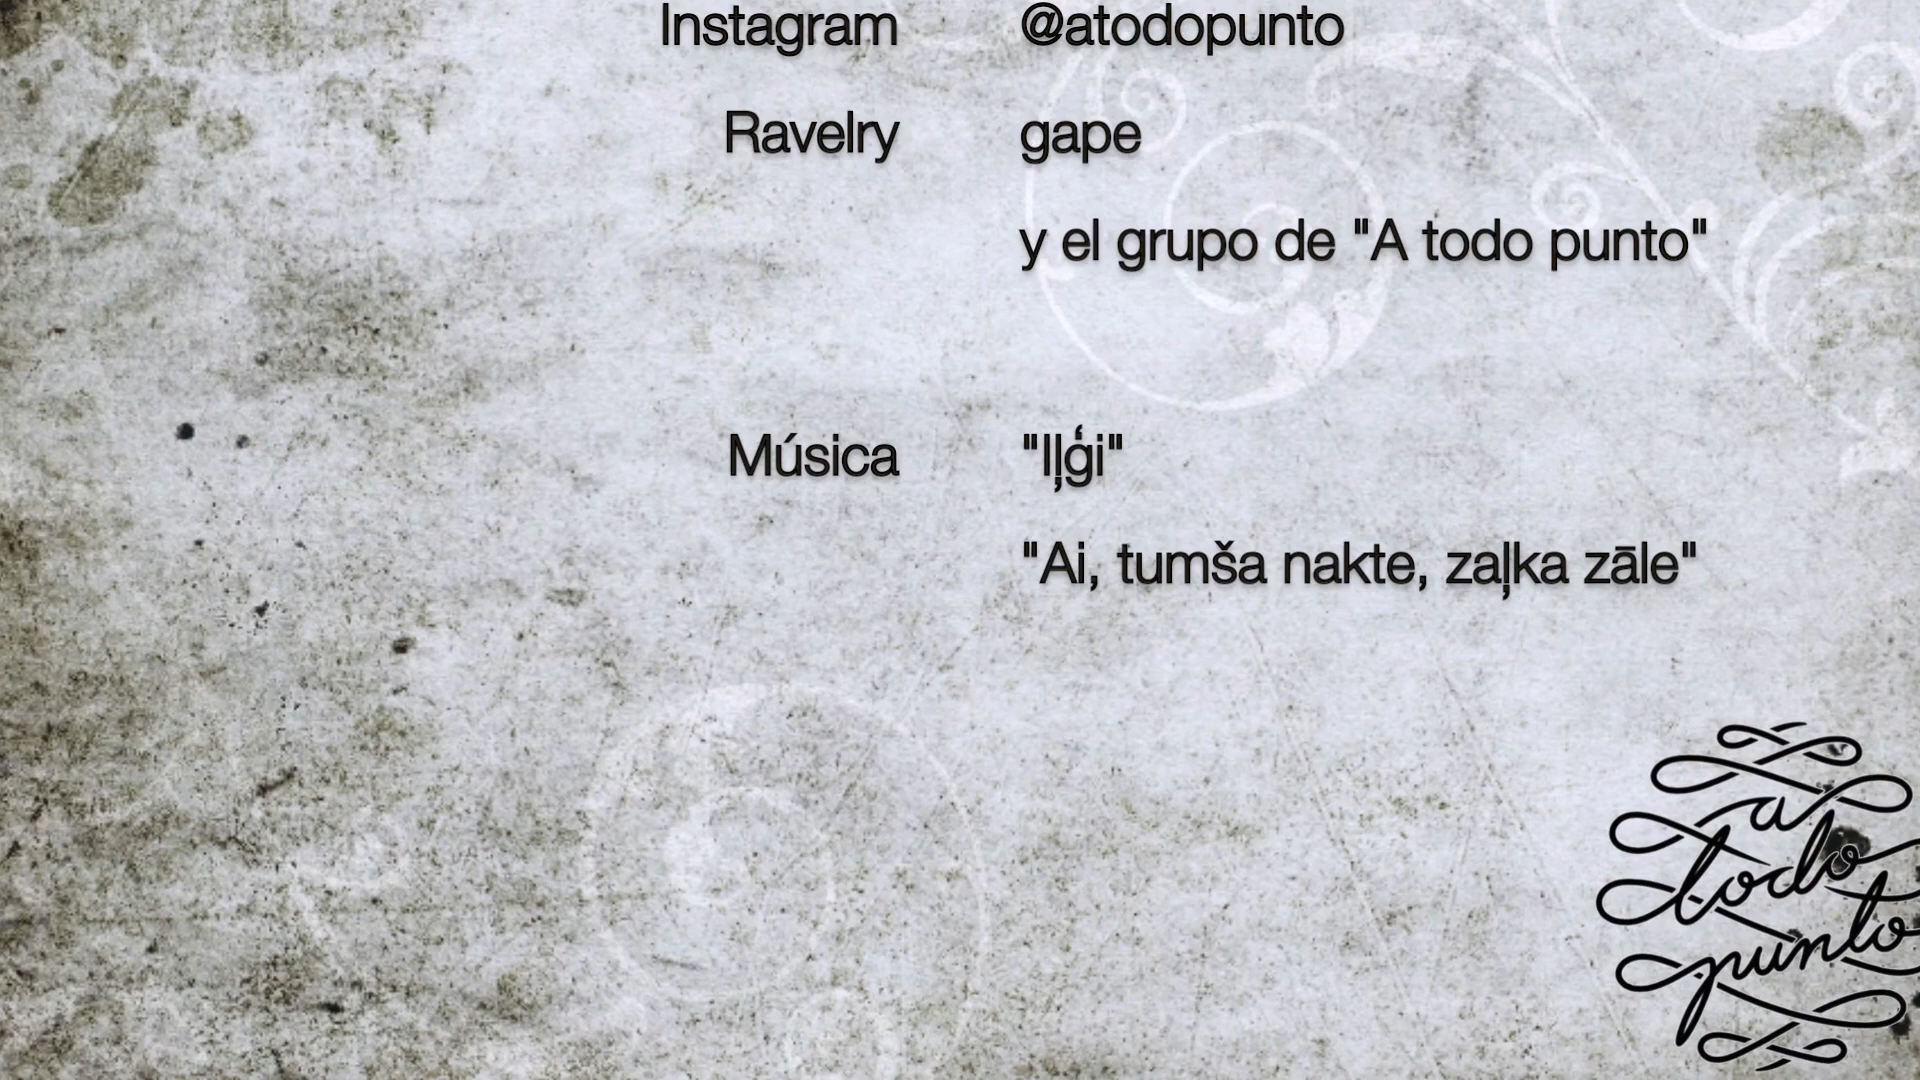 Instagram @atodopunto
Ravelry gape
y el grupo de "A todo punto"
Música "Iļģi"
"Ai, tumša nakte, zaļka zāle"
a
todo
punto